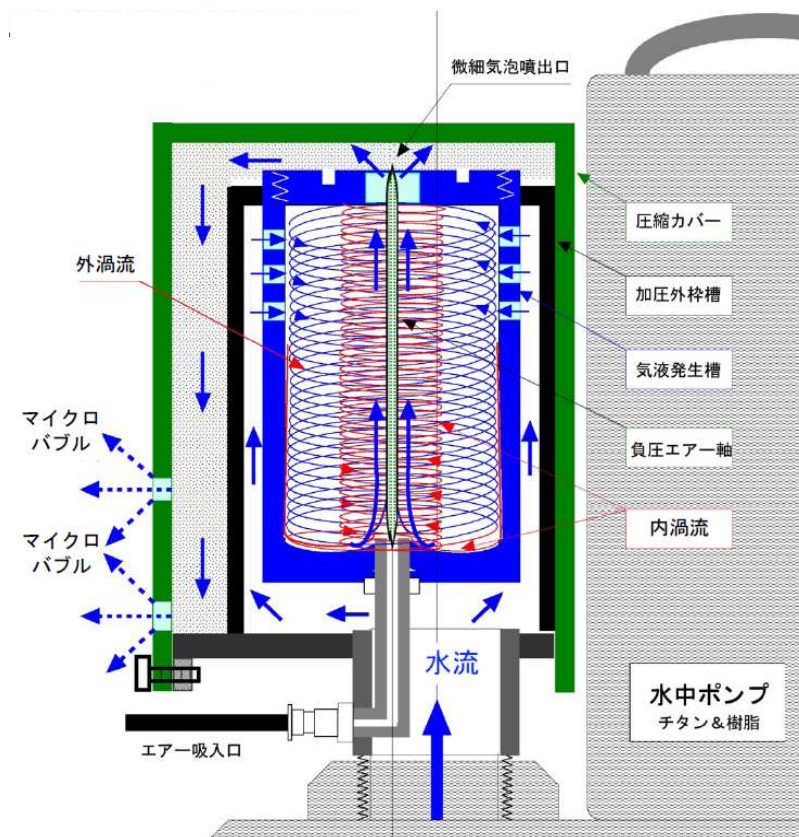 微細気泡噴出口
圧縮カバー
外渦流
加圧外枠槽
気液発生槽
マイクロ
バブル
負圧エアー軸
マイクロ
バブル
内渦流
水流
水中ポンプ
チタン＆樹脂
エアー吸入口